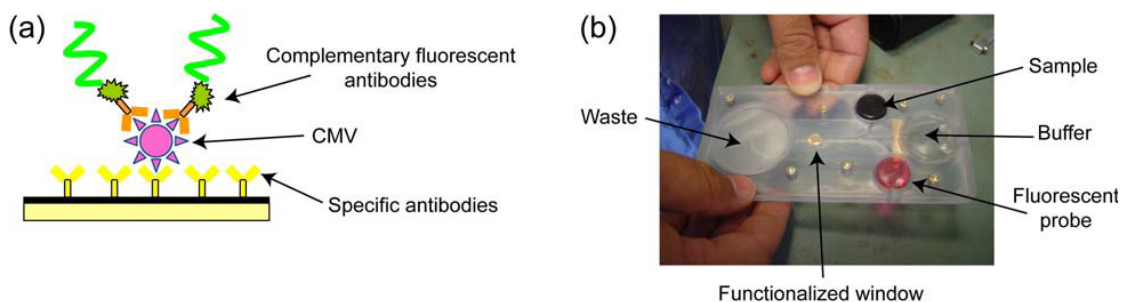 (a)
Complementary fluorescent
antibodies
CMV
Specific antibodies
(b)
Sample
Waste
Buffer
Fluorescent
probe
Functionalized window